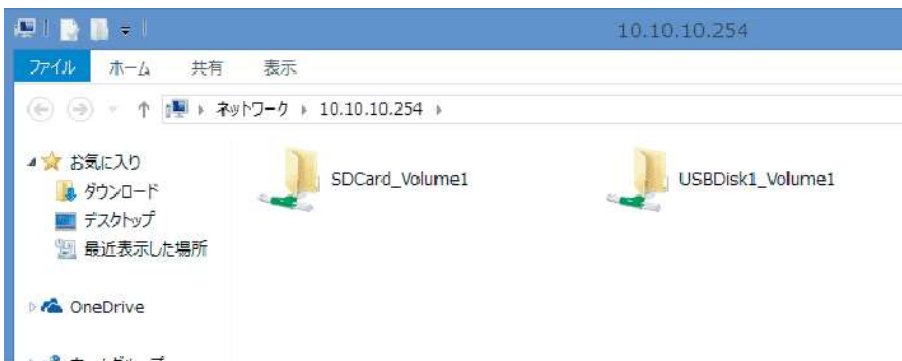 10.10.10.254
ファイル ホーム 共有 表示
ネットワーク 10.10.10.254
お気に入り
ダウンロード
デスクトップ
最近表示した場所
OneDrive
SDCard_Volume1
USBDisk1_Volume1